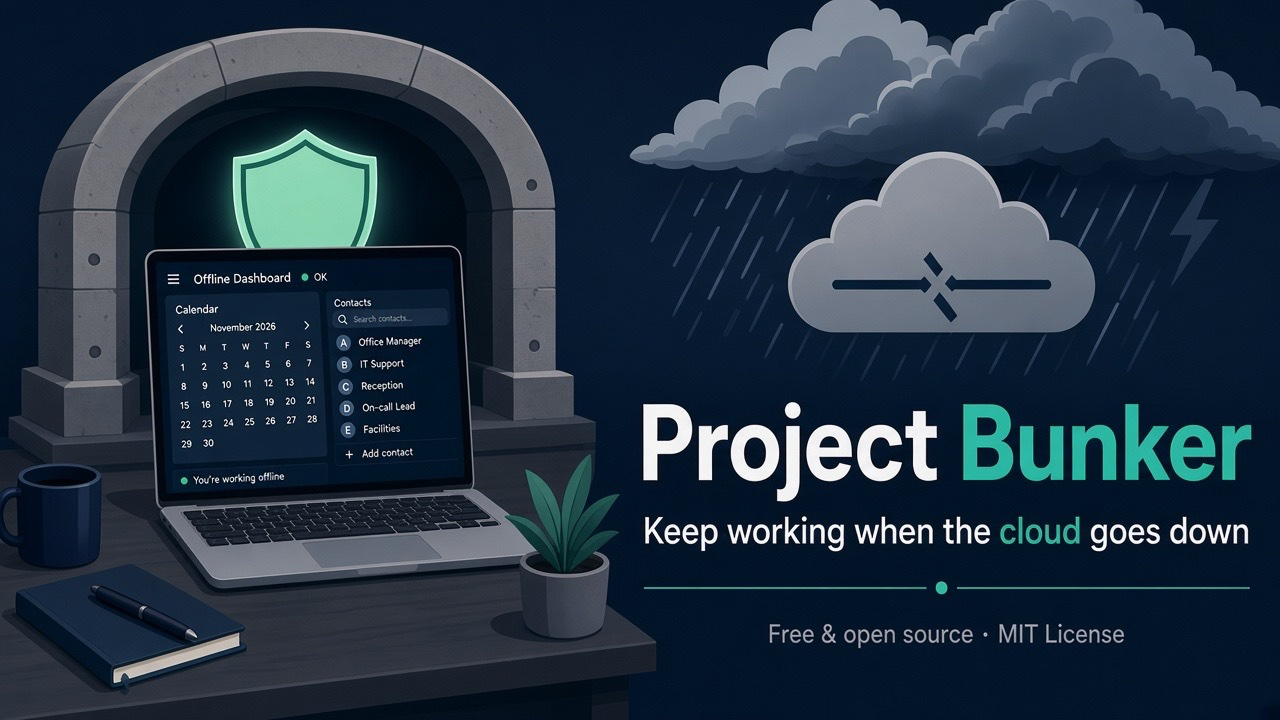 Offline Dashboard OK
Calendar
November 2026
S M T W T F S
1 2 3 4 5 6 7
8 9 10 11 12 13 14
15 16 17 18 19 20 21
22 23 24 25 26 27 28
29 30
You're working offline
Contacts
Search contacts...
A Office Manager
B IT Support
C Reception
D On-call Lead
E Facilities
+ Add contact
Project Bunker
Keep working when the cloud goes down
Free & open source · MIT License